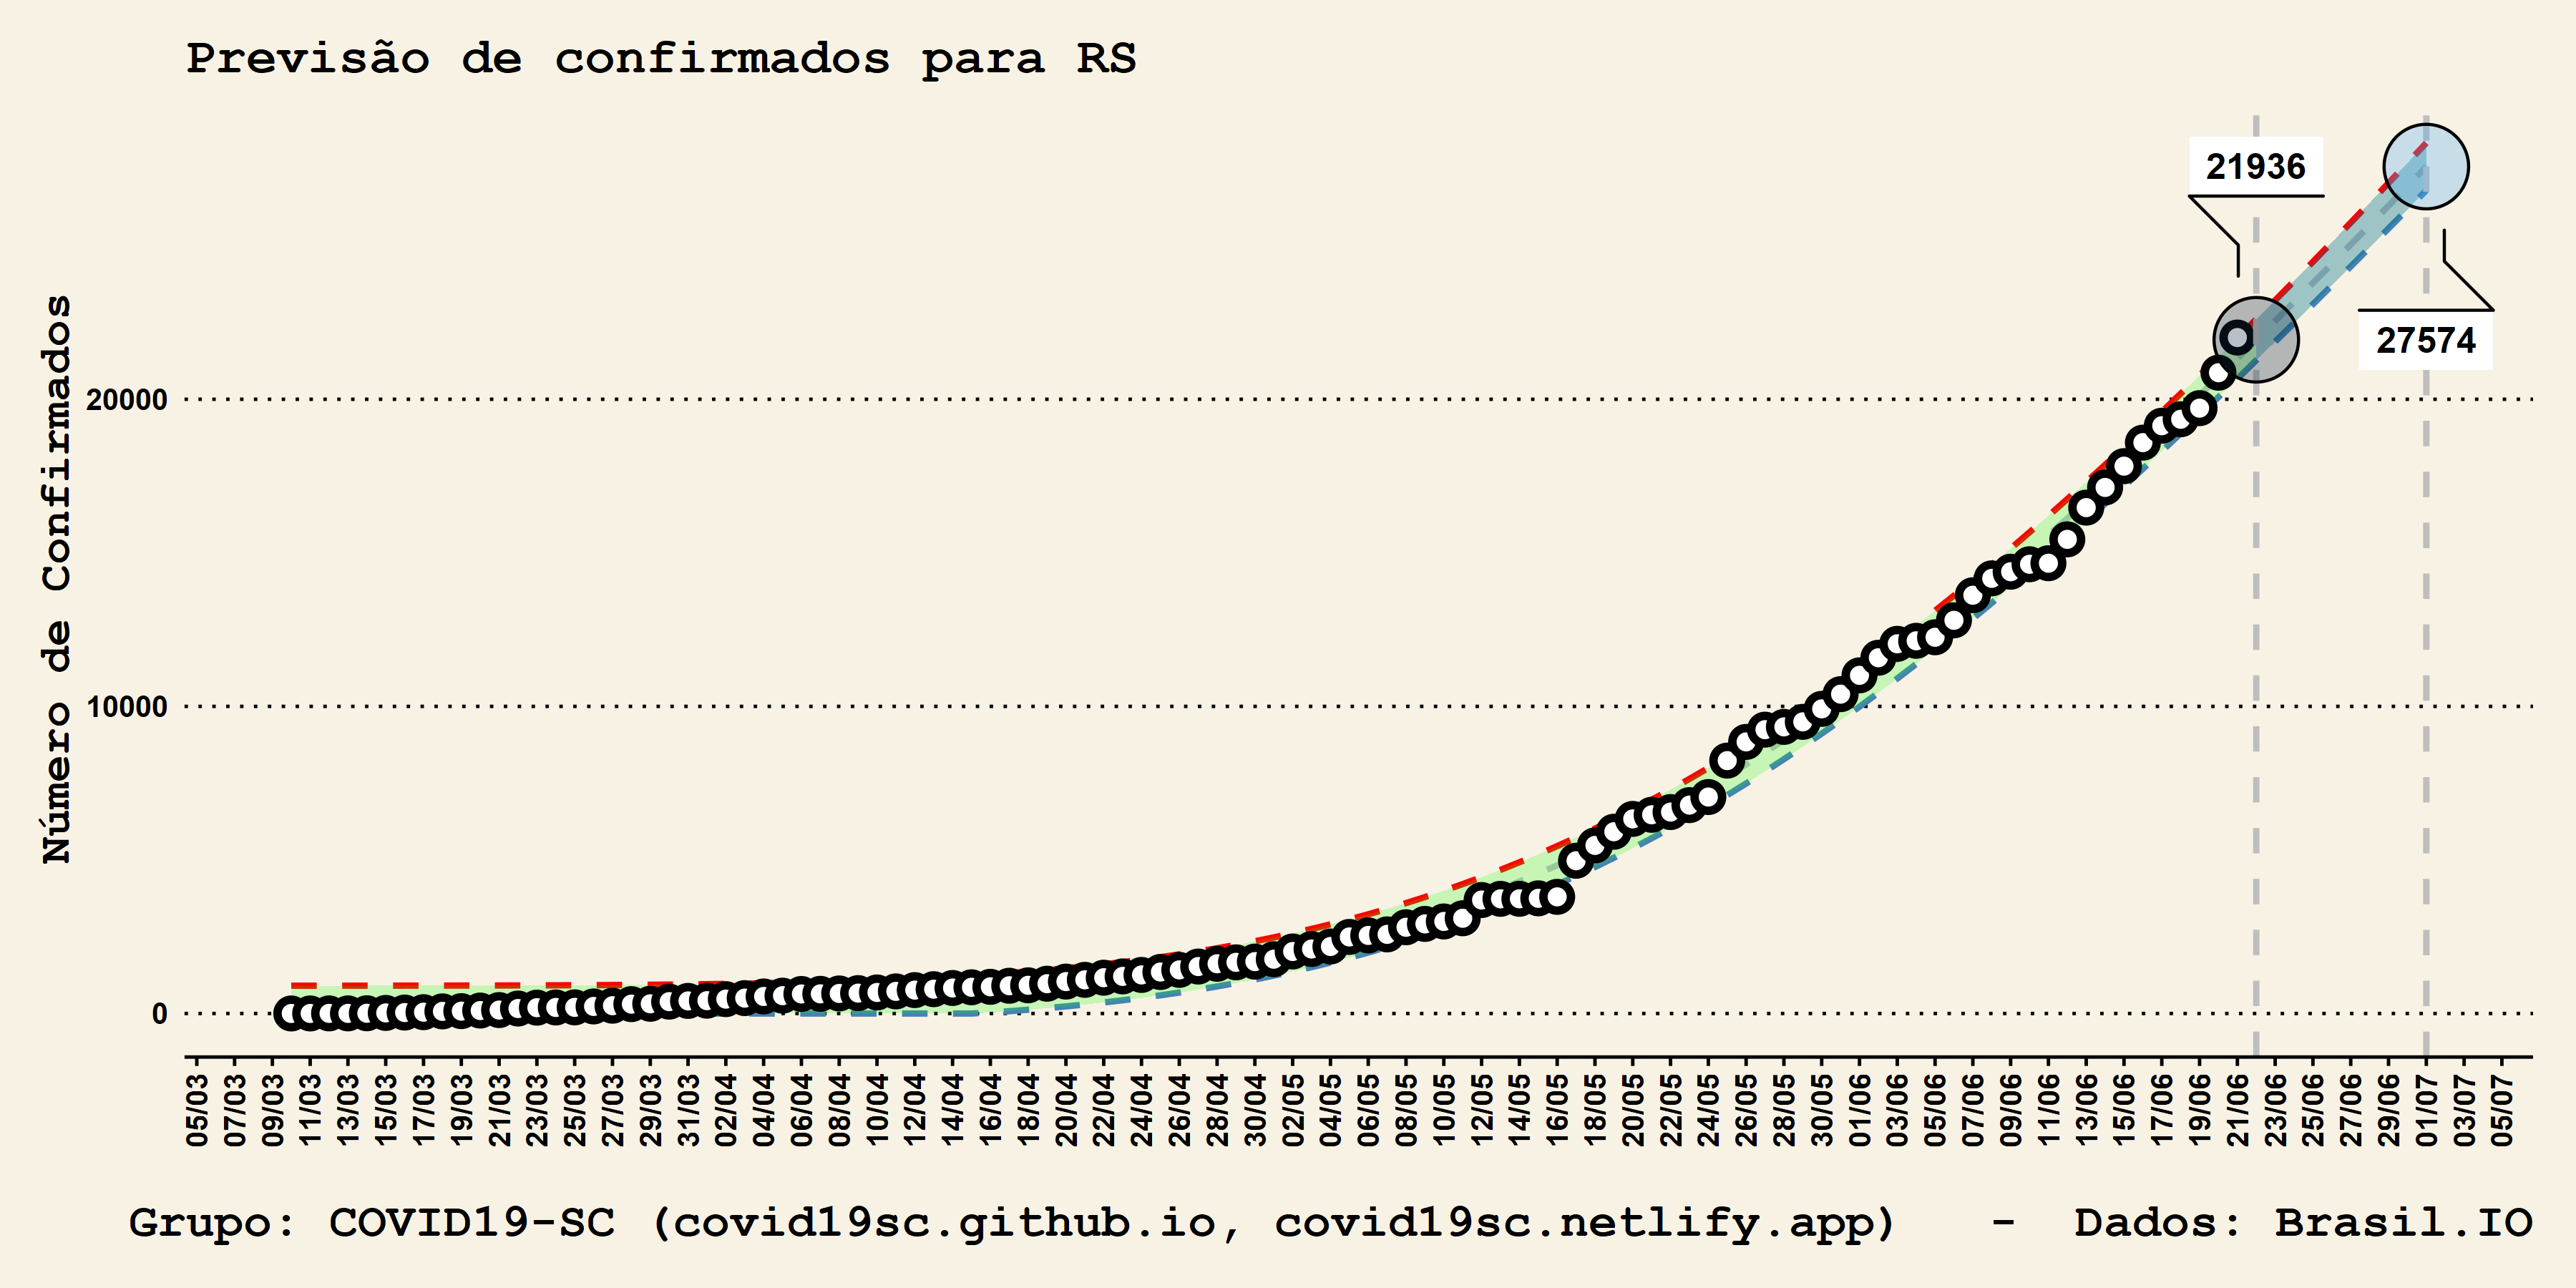 Previsão de confirmados para RS
21936
27574
Número de Confirmados
20000
10000
0
05/03 07/03 09/03 11/03 13/03 15/03 17/03 19/03 21/03 23/03 25/03 27/03 29/03 31/03 02/04 04/04 06/04 08/04 10/04 12/04 14/04 16/04 18/04 20/04 22/04 24/04 26/04 28/04 30/04 02/05 04/05 06/05 08/05 10/05 12/05 14/05 16/05 18/05 20/05 22/05 24/05 26/05 28/05 30/05 01/06 03/06 05/06 07/06 09/06 11/06 13/06 15/06 17/06 19/06 21/06 23/06 25/06 27/06 29/06 01/07 03/07 05/07
Grupo: COVID19-SC (covid19sc.github.io, covid19sc.netlify.app) - Dados: Brasil.IO